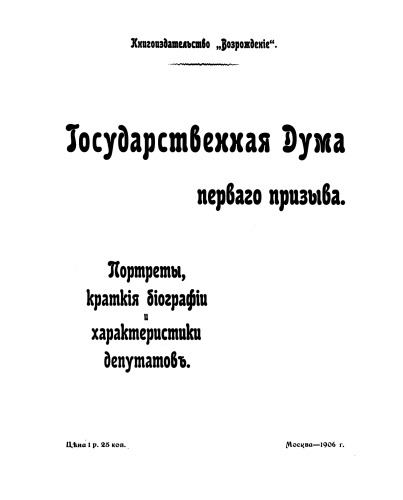 Книгоиздательство „Возрожденіе“.
Государственная Дума
перваго призыва.
Портреты,
краткія біографіи
и
характеристики
депутатовъ.
Цѣна 1 р. 25 коп.
Москва—1906 г.